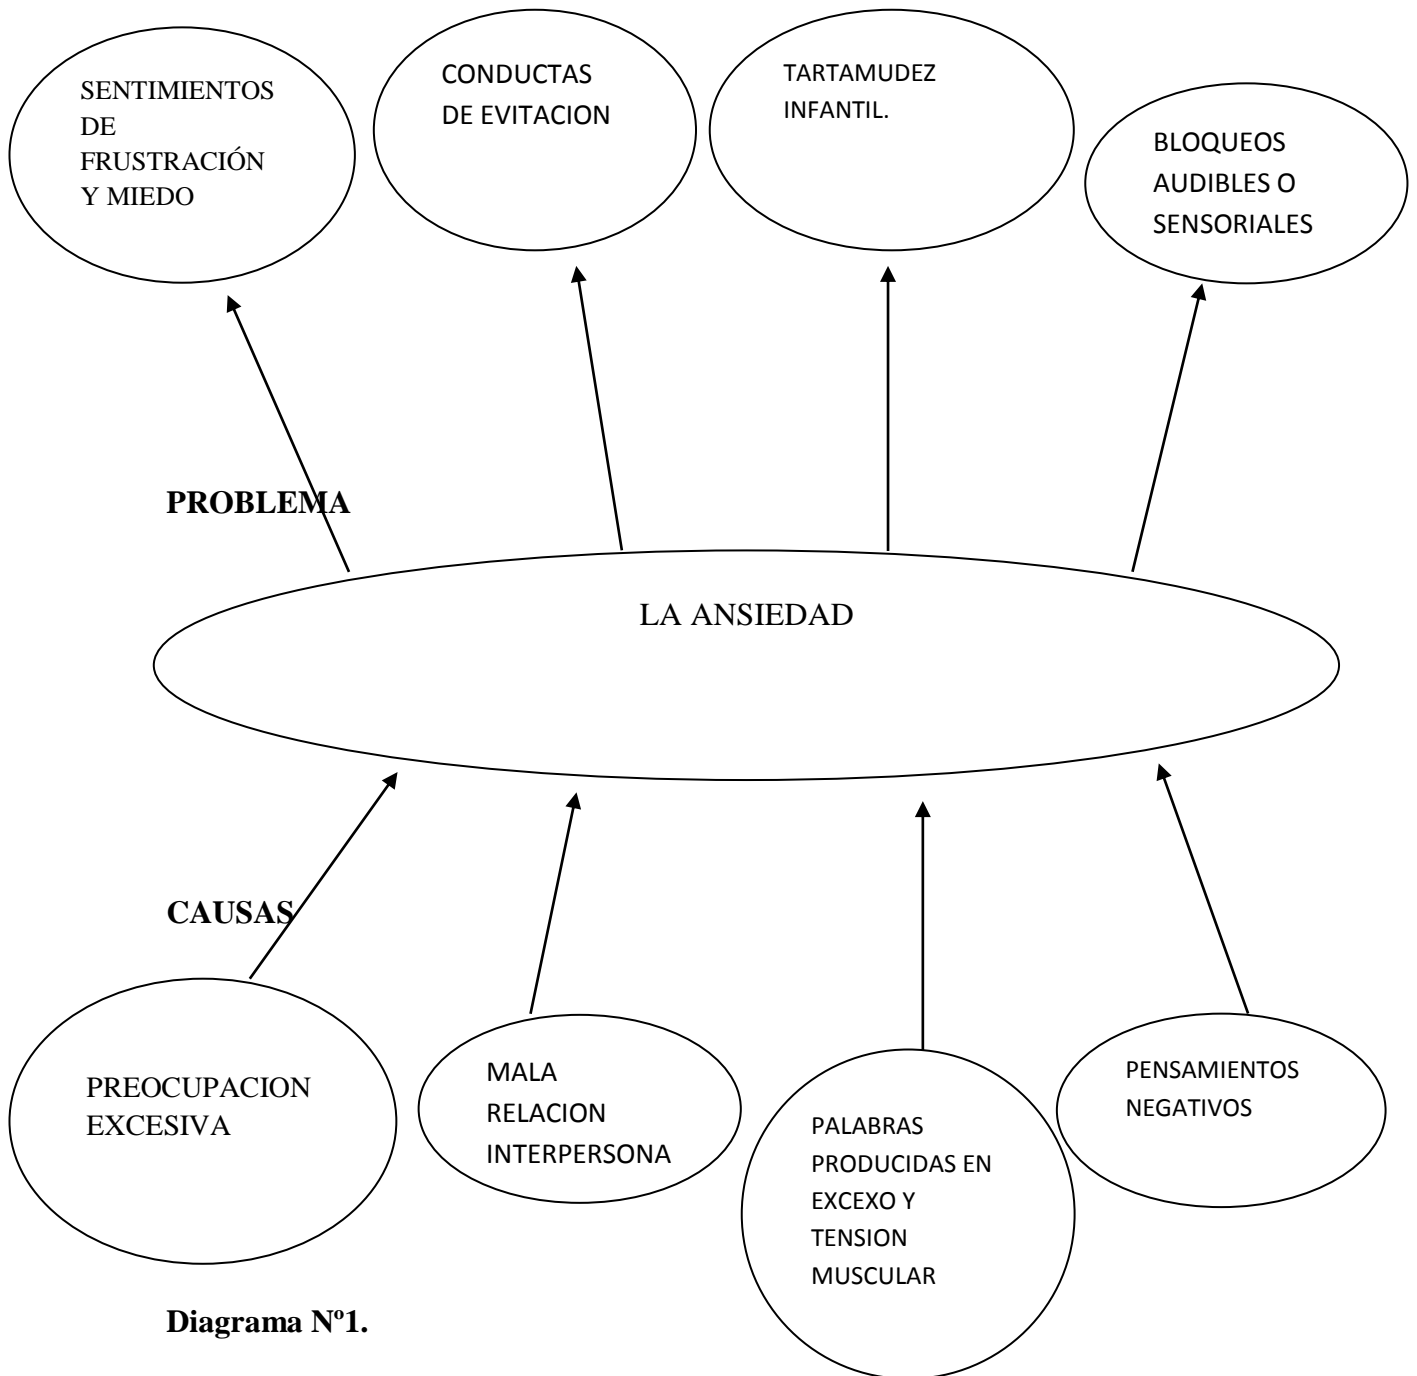 SENTIMIENTOS
DE
FRUSTRACIÓN
Y MIEDO
CONDUCTAS
DE EVITACION
TARTAMUDEZ
INFANTIL.
BLOQUEOS
AUDIBLES O
SENSORIALES
PROBLEMA
LA ANSIEDAD
CAUSAS
PREOCUPACION
EXCESIVA
MALA
RELACION
INTERPERSONA
PALABRAS
PRODUCIDAS EN
EXCEXO Y
TENSION
MUSCULAR
PENSAMIENTOS
NEGATIVOS
Diagrama Nº1.